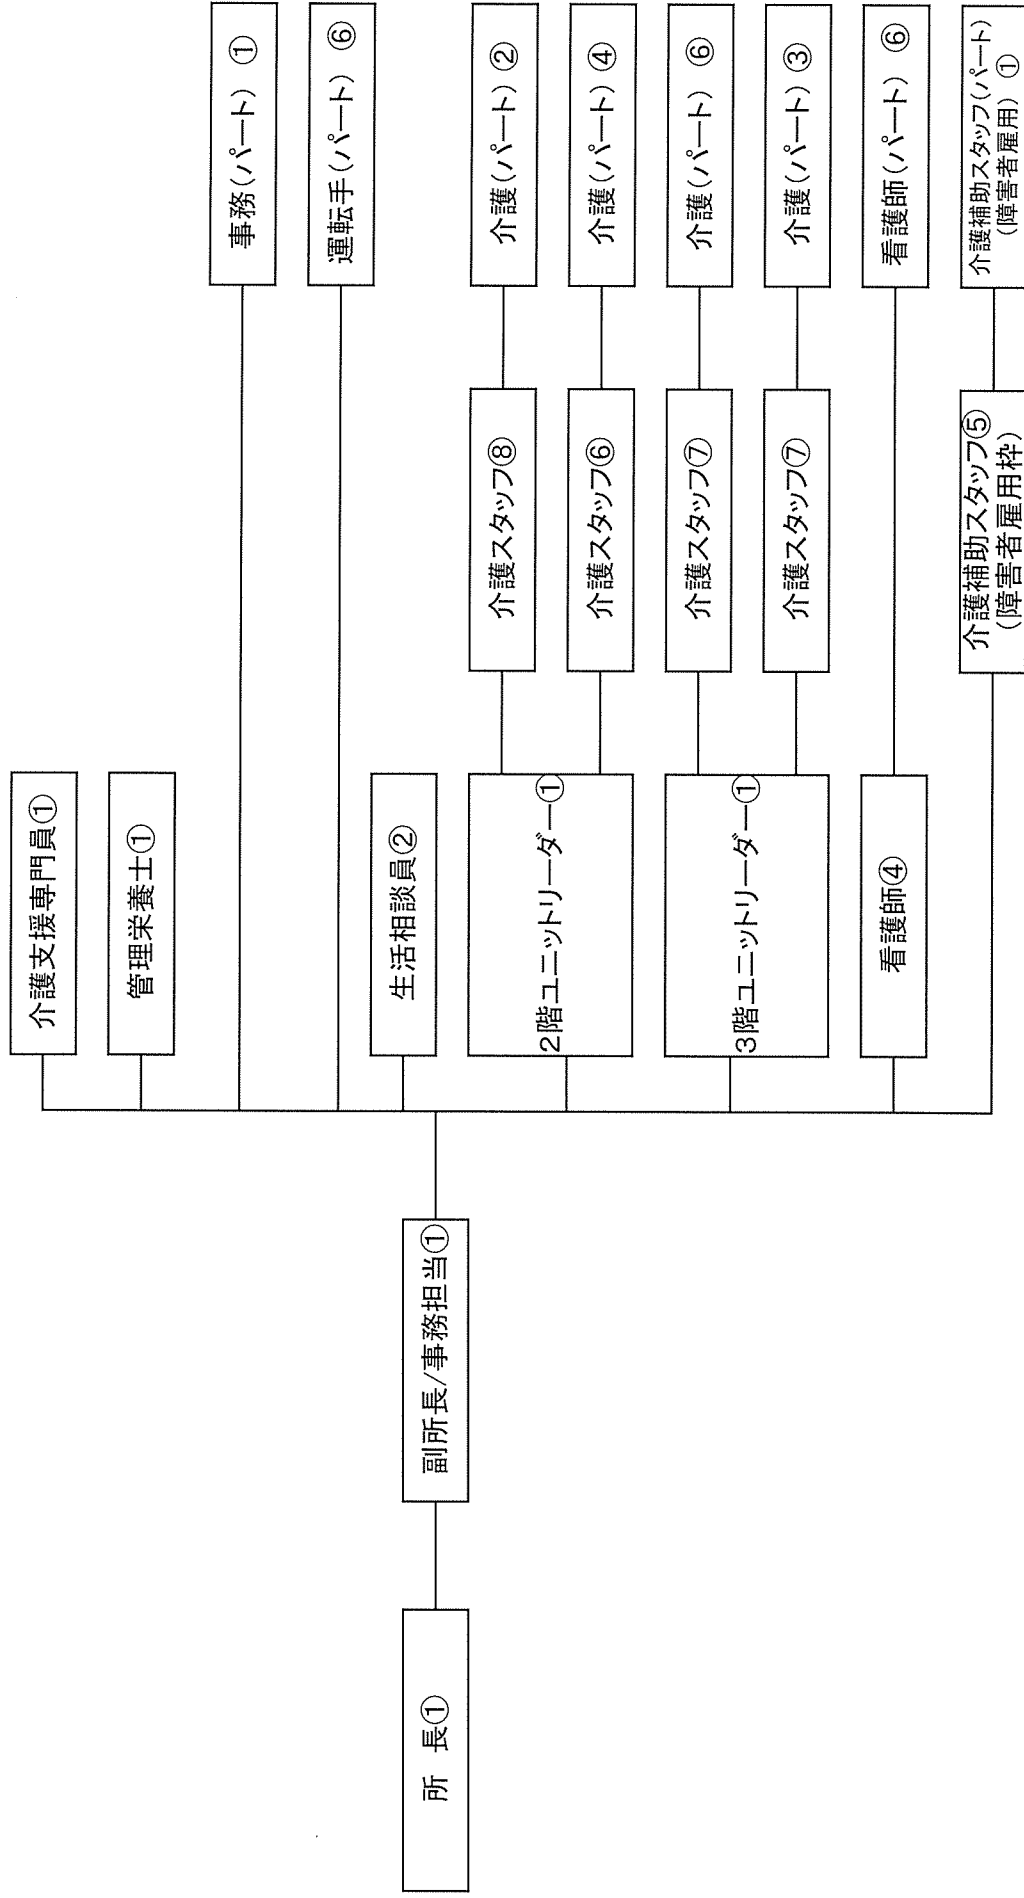 所 長①
副所長/事務担当①
介護支援専門員①
管理栄養士①
事務(パート) ①
運転手(パート) ⑥
生活相談員②
2階ユニットリーダー①
介護スタッフ⑧
介護(パート) ②
介護スタッフ⑥
介護(パート) ④
3階ユニットリーダー①
介護スタッフ⑦
介護(パート) ⑥
介護スタッフ⑦
介護(パート) ③
看護師④
看護師(パート) ⑥
介護補助スタッフ⑤
(障害者雇用枠)
介護補助スタッフ(パート)
(障害者雇用) ①